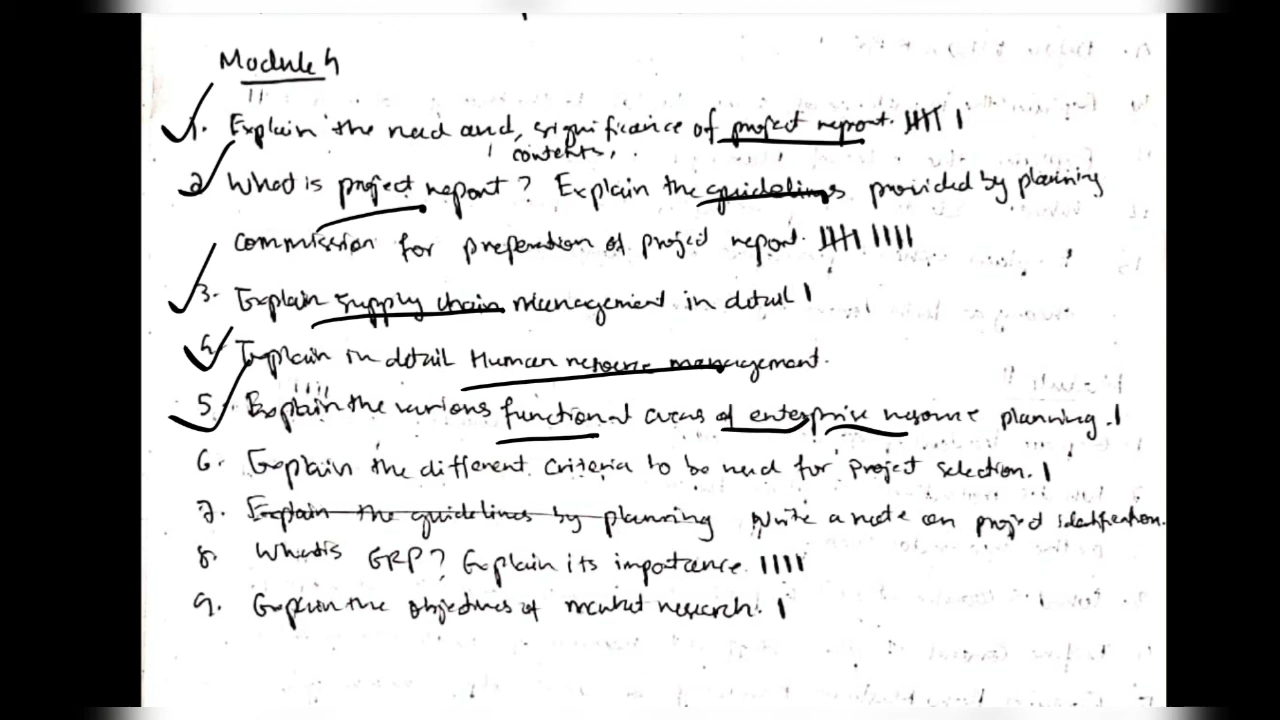 Module 4
1. Explain the need and, significance of project report. |||| |
contents,
2. What is project report? Explain the guidelines provided by planning
commission for preperation of project report. |||| ||||
3. Explain supply chain management in detail |
4. Explain in detail Human resource management.
5. Explain the various functional areas of enterprise resource planning. |
6. Explain the different criteria to be used for project selection. |
7. Explain the guidelines by planning Write a note on project identification.
8. What is ERP? Explain its importance. ||||
9. Explain the objectives of market research. |